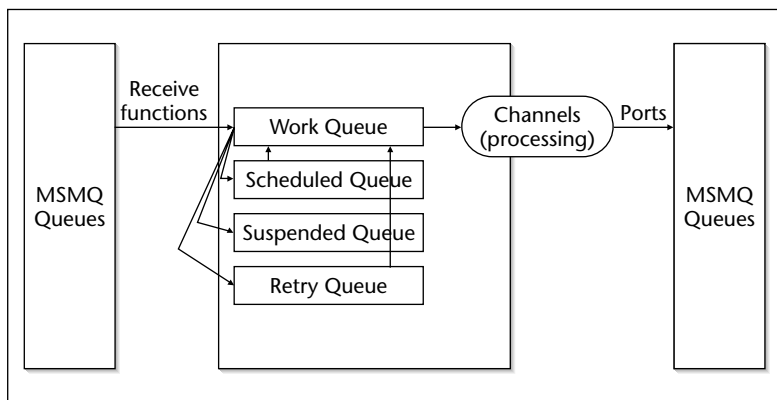 Receive
functions
Work Queue
Channels
(processing)
Ports
Scheduled Queue
MSMQ
Queues
Suspended Queue
MSMQ
Queues
Retry Queue